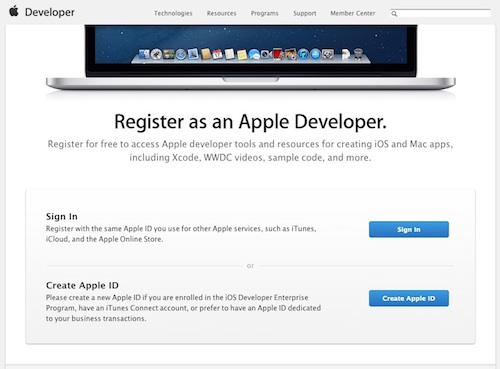 Developer
Technologies Resources Programs Support Member Center
Register as an Apple Developer.
Register for free to access Apple developer tools and resources for creating iOS and Mac apps,
including Xcode, WWDC videos, sample code, and more.
Sign In
Register with the same Apple ID you use for other Apple services, such as iTunes,
iCloud, and the Apple Online Store.
Sign In
or
Create Apple ID
Please create a new Apple ID if you are enrolled in the iOS Developer Enterprise
Program, have an iTunes Connect account, or prefer to have an Apple ID dedicated
to your business transactions.
Create Apple ID